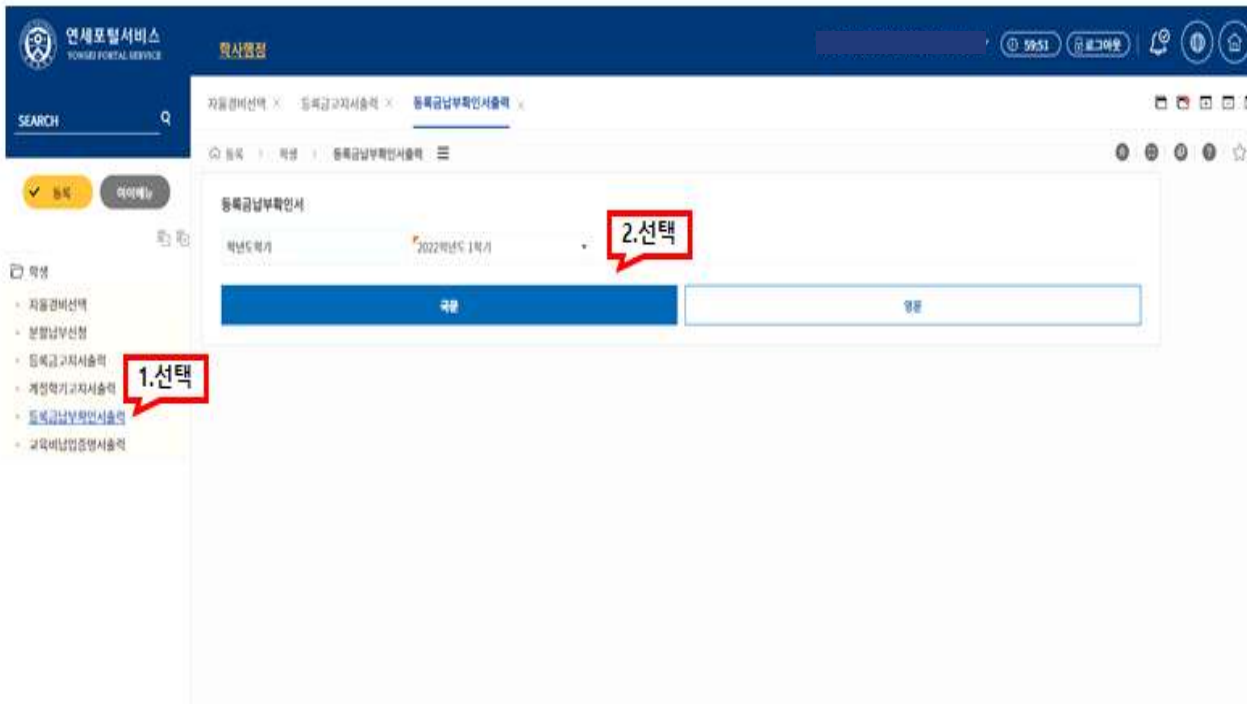 연세포털서비스
YONSEI PORTAL SERVICE
학사행정
59:51
로그아웃
SEARCH
자율경비선택 ×
등록금고지서출력 ×
등록금납부확인서출력 ×
등록 > 학생 > 등록금납부확인서출력
등록
마이메뉴
등록금납부확인서
학년도학기
2022학년도 1학기
2.선택
국문
영문
학생
자율경비선택
분할납부신청
등록금고지서출력
계절학기고지서출력
1.선택
등록금납부확인서출력
교육비납입증명서출력